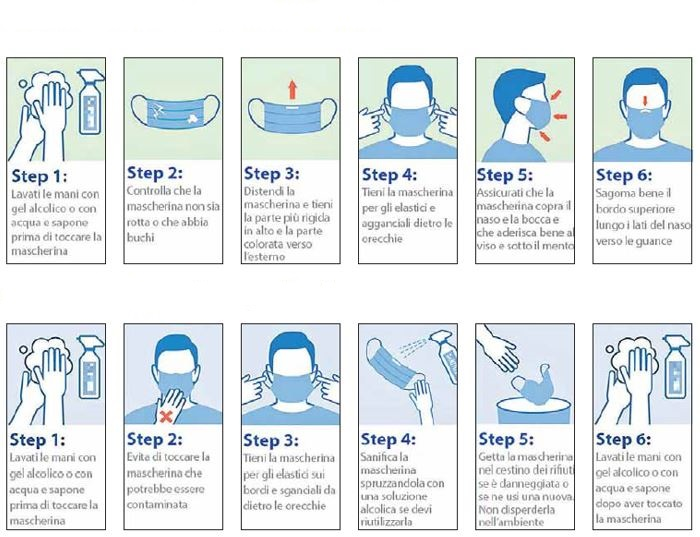 Step 1:
Lavati le mani con
gel alcolico o con
acqua e sapone
prima di toccare la
mascherina
Step 2:
Controlla che la
mascherina non sia
rotta o che abbia
buchi
Step 3:
Distendi la
mascherina e tieni
la parte più rigida
in alto e la parte
colorata verso
l'esterno
Step 4:
Tieni la mascherina
per gli elastici e
agganciali dietro le
orecchie
Step 5:
Assicurati che la
mascherina copra il
naso e la bocca e
che aderisca bene al
viso e sotto il mento
Step 6:
Sagoma bene il
bordo superiore
lungo i lati del naso
verso le guance
Step 1:
Lavati le mani con
gel alcolico o con
acqua e sapone
prima di toccare la
mascherina
Step 2:
Evita di toccare la
mascherina che
potrebbe essere
contaminata
Step 3:
Tieni la mascherina
per gli elastici sui
bordi e sganciali da
dietro le orecchie
Step 4:
Sanifica la
mascherina
spruzzandola con
una soluzione
alcolica se devi
riutilizzarla
Step 5:
Getta la mascherina
nel cestino dei rifiuti
se è danneggiata o
se ne usi una nuova.
Non disperderla
nell'ambiente
Step 6:
Lavati le mani con
gel alcolico o con
acqua e sapone
dopo aver toccato
la mascherina